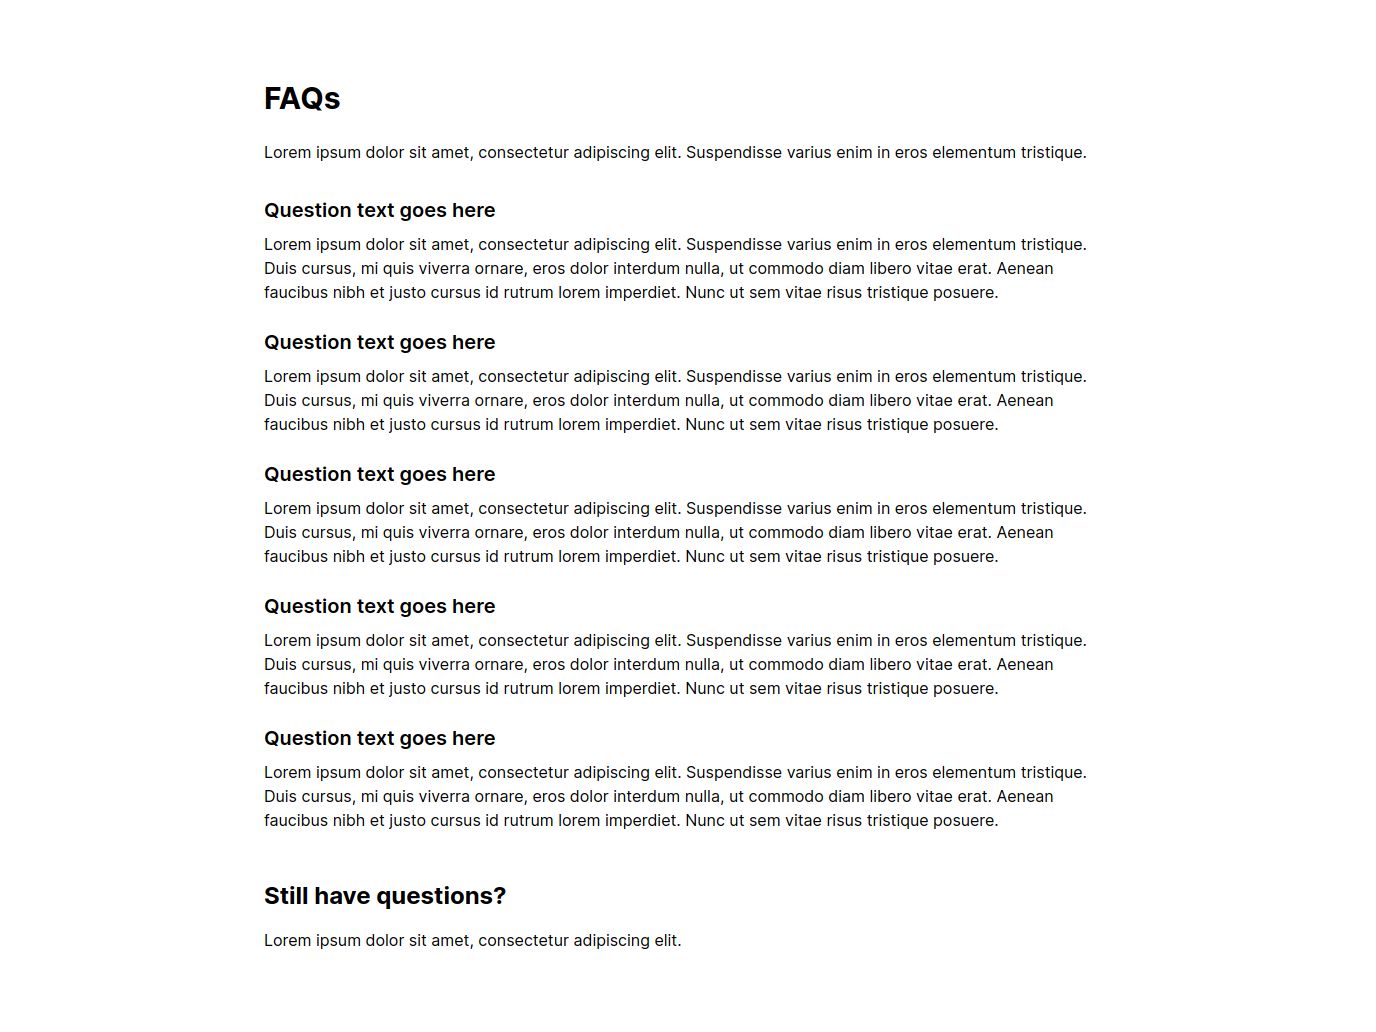 FAQs
Lorem ipsum dolor sit amet, consectetur adipiscing elit. Suspendisse varius enim in eros elementum tristique.
Question text goes here
Lorem ipsum dolor sit amet, consectetur adipiscing elit. Suspendisse varius enim in eros elementum tristique.
Duis cursus, mi quis viverra ornare, eros dolor interdum nulla, ut commodo diam libero vitae erat. Aenean
faucibus nibh et justo cursus id rutrum lorem imperdiet. Nunc ut sem vitae risus tristique posuere.
Question text goes here
Lorem ipsum dolor sit amet, consectetur adipiscing elit. Suspendisse varius enim in eros elementum tristique.
Duis cursus, mi quis viverra ornare, eros dolor interdum nulla, ut commodo diam libero vitae erat. Aenean
faucibus nibh et justo cursus id rutrum lorem imperdiet. Nunc ut sem vitae risus tristique posuere.
Question text goes here
Lorem ipsum dolor sit amet, consectetur adipiscing elit. Suspendisse varius enim in eros elementum tristique.
Duis cursus, mi quis viverra ornare, eros dolor interdum nulla, ut commodo diam libero vitae erat. Aenean
faucibus nibh et justo cursus id rutrum lorem imperdiet. Nunc ut sem vitae risus tristique posuere.
Question text goes here
Lorem ipsum dolor sit amet, consectetur adipiscing elit. Suspendisse varius enim in eros elementum tristique.
Duis cursus, mi quis viverra ornare, eros dolor interdum nulla, ut commodo diam libero vitae erat. Aenean
faucibus nibh et justo cursus id rutrum lorem imperdiet. Nunc ut sem vitae risus tristique posuere.
Question text goes here
Lorem ipsum dolor sit amet, consectetur adipiscing elit. Suspendisse varius enim in eros elementum tristique.
Duis cursus, mi quis viverra ornare, eros dolor interdum nulla, ut commodo diam libero vitae erat. Aenean
faucibus nibh et justo cursus id rutrum lorem imperdiet. Nunc ut sem vitae risus tristique posuere.
Still have questions?
Lorem ipsum dolor sit amet, consectetur adipiscing elit.